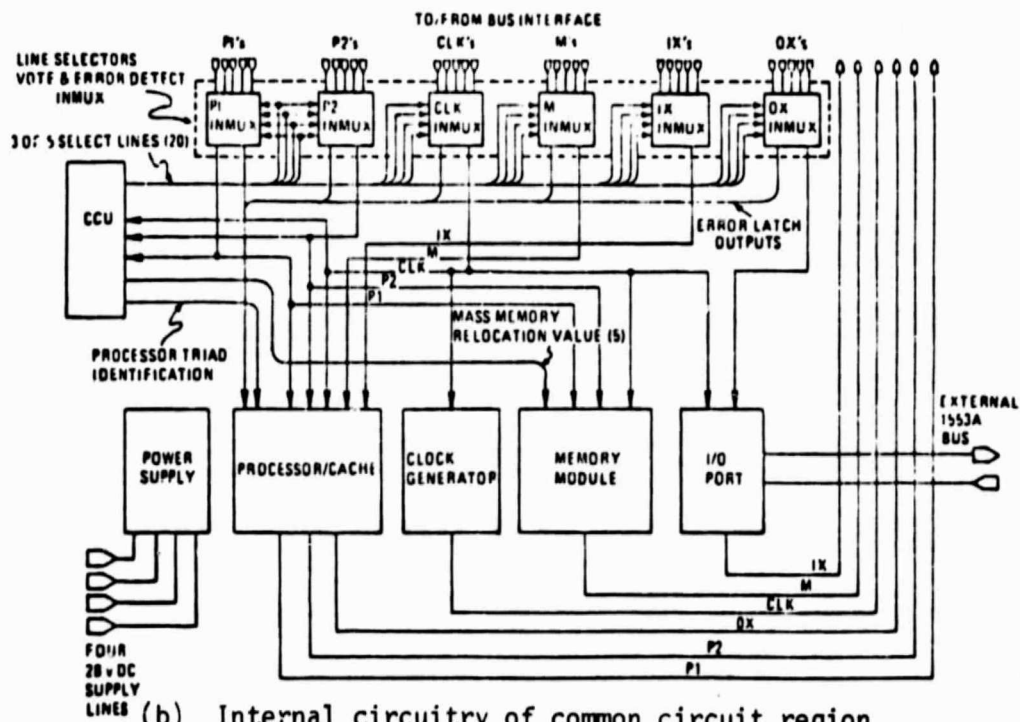 TO/FROM BUS INTERFACE
P1's P2's CLK's M's IX's OX's
LINE SELECTORS
VOTE & ERROR DETECT
INMUX
P1
INMUX
P2
INMUX
CLK
INMUX
M
INMUX
IX
INMUX
OX
INMUX
3 OF 5 SELECT LINES (20)
CCU
ERROR LATCH
OUTPUTS
IX
M
CLK
P2
P1
MASS MEMORY
RELOCATION VALUE (5)
PROCESSOR TRIAD
IDENTIFICATION
POWER
SUPPLY
PROCESSOR/CACHE
CLOCK
GENERATOR
MEMORY
MODULE
I/O
PORT
EXTERNAL
1553A
BUS
IX
M
CLK
OX
P2
P1
FOUR
28 v DC
SUPPLY
LINES
(b) Internal circuitry of common circuit region